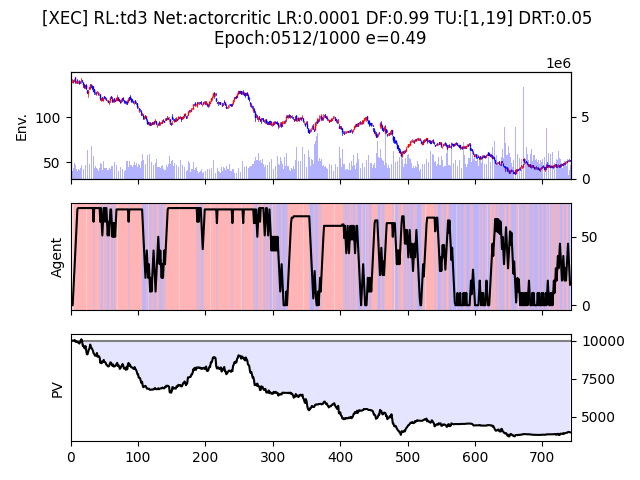 [XEC] RL:td3 Net:actorcritic LR:0.0001 DF:0.99 TU:[1,19] DRT:0.05
Epoch:0512/1000 e=0.49
1e6
Env.
100
50
5
0
Agent
50
0
PV
10000
7500
5000
0 100 200 300 400 500 600 700